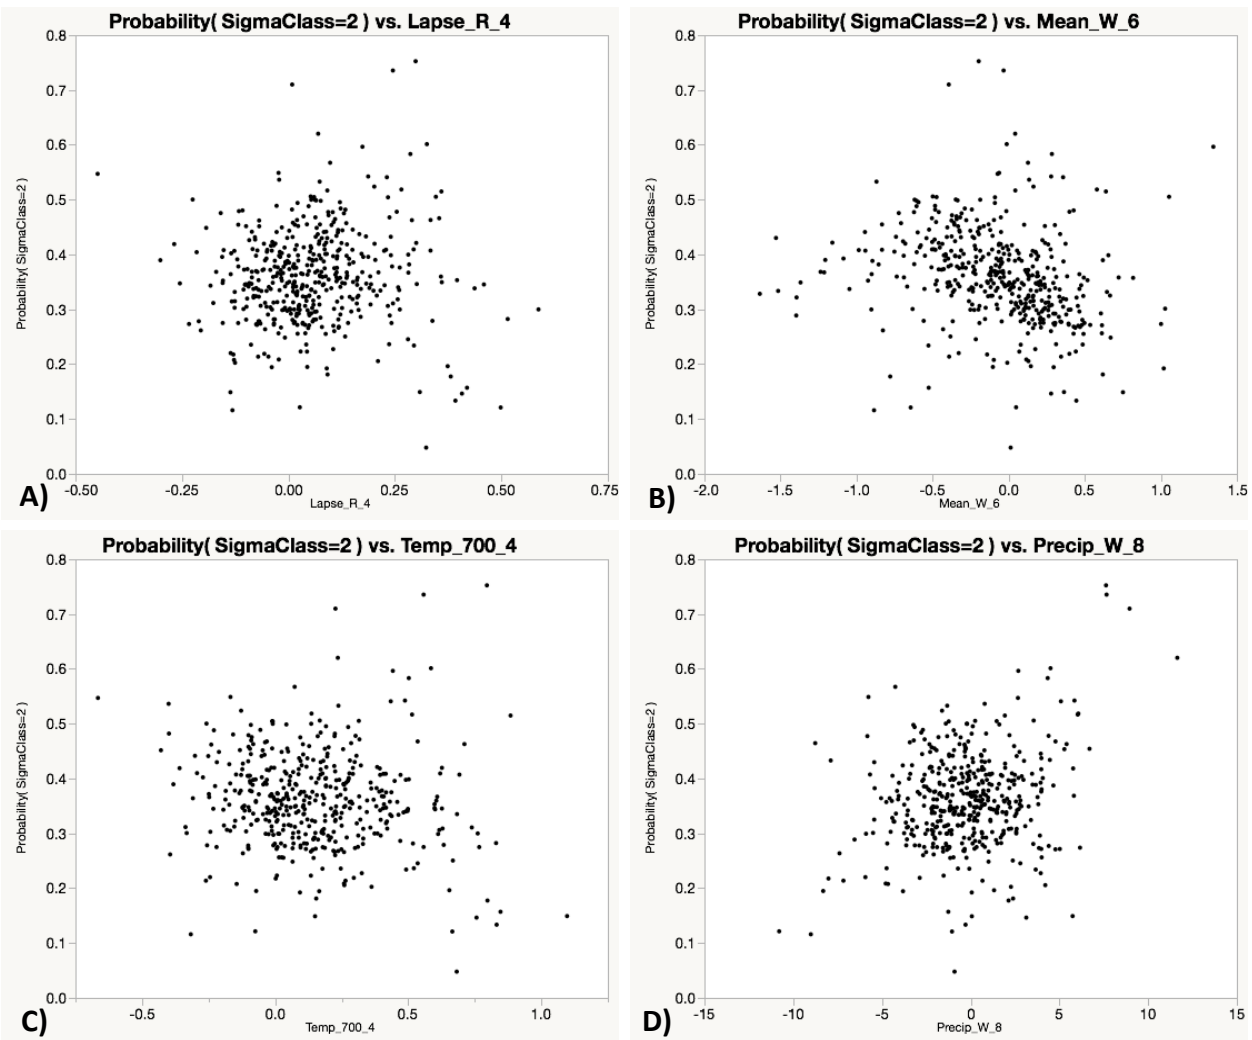 Probability( SigmaClass=2 ) vs. Lapse_R_4
0.8
0.7
0.6
0.5
0.4
0.3
0.2
0.1
0.0
Probability( SigmaClass=2 )
-0.50 -0.25 0.00 0.25 0.50 0.75
Lapse_R_4
A)
Probability( SigmaClass=2 ) vs. Mean_W_6
0.8
0.7
0.6
0.5
0.4
0.3
0.2
0.1
0.0
Probability( SigmaClass=2 )
-2.0 -1.5 -1.0 -0.5 0.0 0.5 1.0 1.5
Mean_W_6
B)
Probability( SigmaClass=2 ) vs. Temp_700_4
0.8
0.7
0.6
0.5
0.4
0.3
0.2
0.1
0.0
Probability( SigmaClass=2 )
-0.5 0.0 0.5 1.0
Temp_700_4
C)
Probability( SigmaClass=2 ) vs. Precip_W_8
0.8
0.7
0.6
0.5
0.4
0.3
0.2
0.1
0.0
Probability( SigmaClass=2 )
-15 -10 -5 0 5 10 15
Precip_W_8
D)